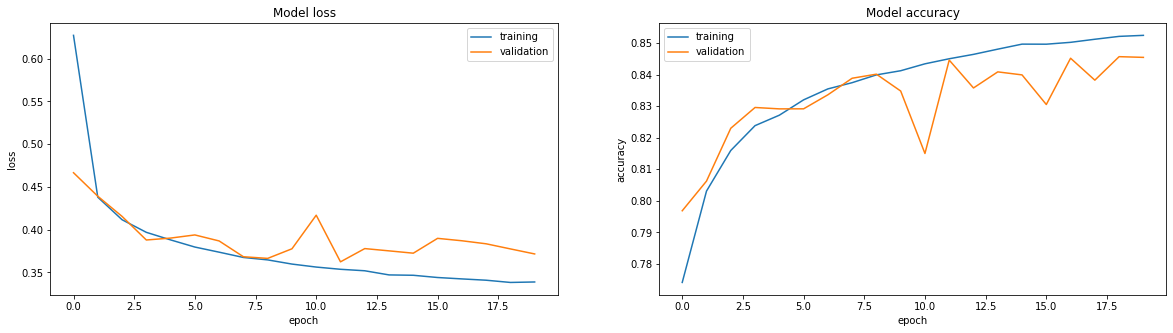 Model loss
training
validation
0.60
0.55
0.50
0.45
0.40
0.35
loss
0.0 2.5 5.0 7.5 10.0 12.5 15.0 17.5
epoch
Model accuracy
training
validation
0.85
0.84
0.83
0.82
0.81
0.80
0.79
0.78
accuracy
0.0 2.5 5.0 7.5 10.0 12.5 15.0 17.5
epoch